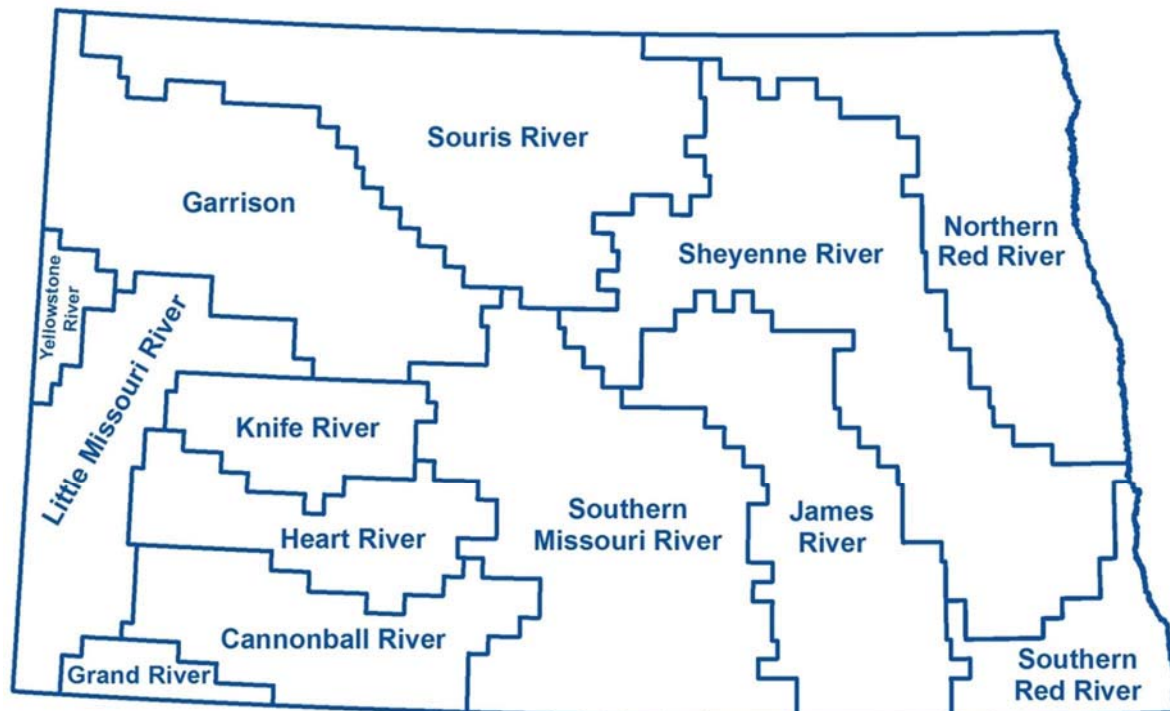 Souris River
Garrison
Northern
Red River
Sheyenne River
Yellowstone
River
Little Missouri River
Knife River
Southern
Missouri River
James
River
Heart River
Cannonball River
Grand River
Southern
Red River